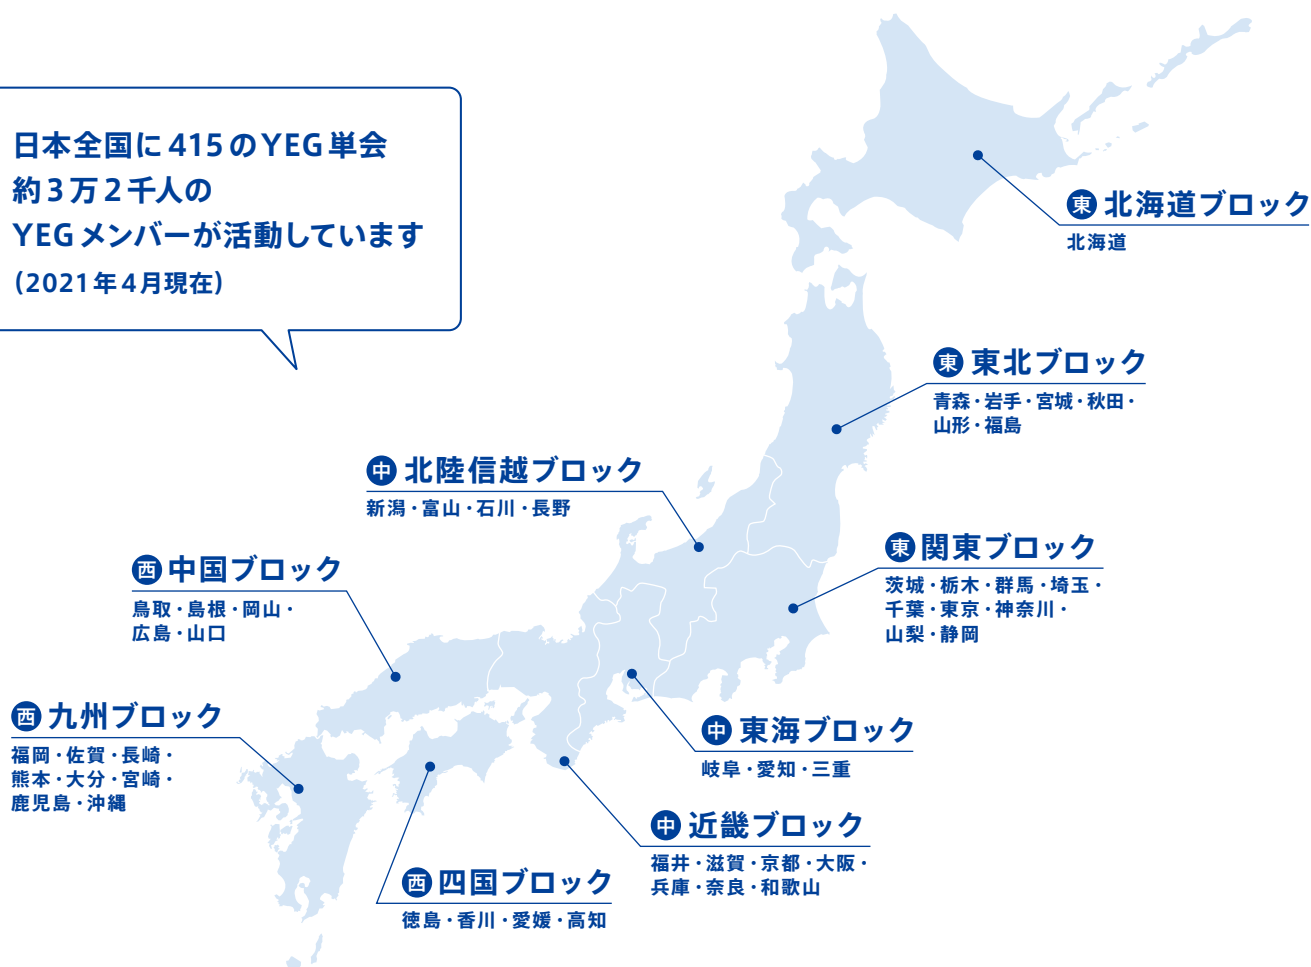 日本全国に415のYEG単会
約3万2千人の
YEGメンバーが活動しています
(2021年4月現在)
東 北海道ブロック
北海道
東 東北ブロック
青森・岩手・宮城・秋田・
山形・福島
中 北陸信越ブロック
新潟・富山・石川・長野
東 関東ブロック
茨城・栃木・群馬・埼玉・
千葉・東京・神奈川・
山梨・静岡
西 中国ブロック
鳥取・島根・岡山・
広島・山口
西 九州ブロック
福岡・佐賀・長崎・
熊本・大分・宮崎・
鹿児島・沖縄
中 東海ブロック
岐阜・愛知・三重
中 近畿ブロック
福井・滋賀・京都・大阪・
兵庫・奈良・和歌山
西 四国ブロック
徳島・香川・愛媛・高知